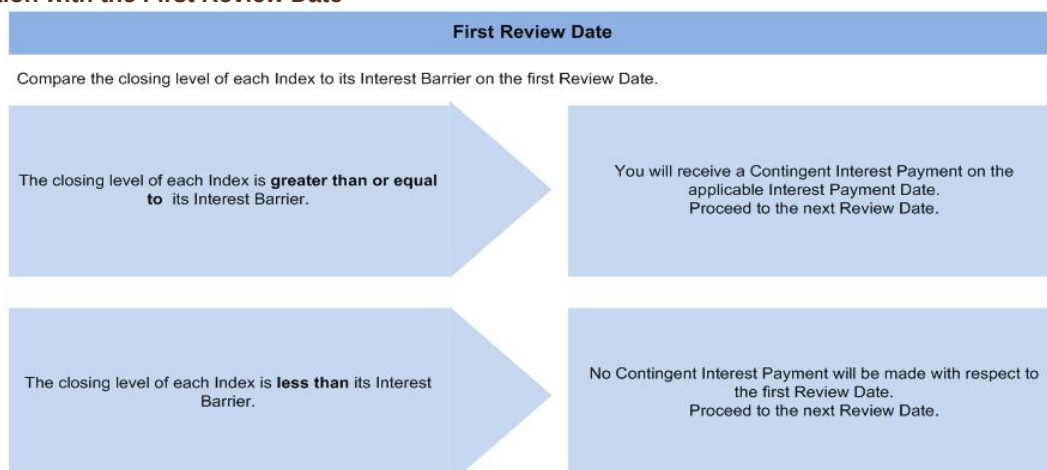 with the First Review Date
First Review Date
Compare the closing level of each Index to its Interest Barrier on the first Review Date.
The closing level of each Index is greater than or equal
to its Interest Barrier.
You will receive a Contingent Interest Payment on the
applicable Interest Payment Date.
Proceed to the next Review Date.
The closing level of each Index is less than its Interest
Barrier.
No Contingent Interest Payment will be made with respect to
the first Review Date.
Proceed to the next Review Date.